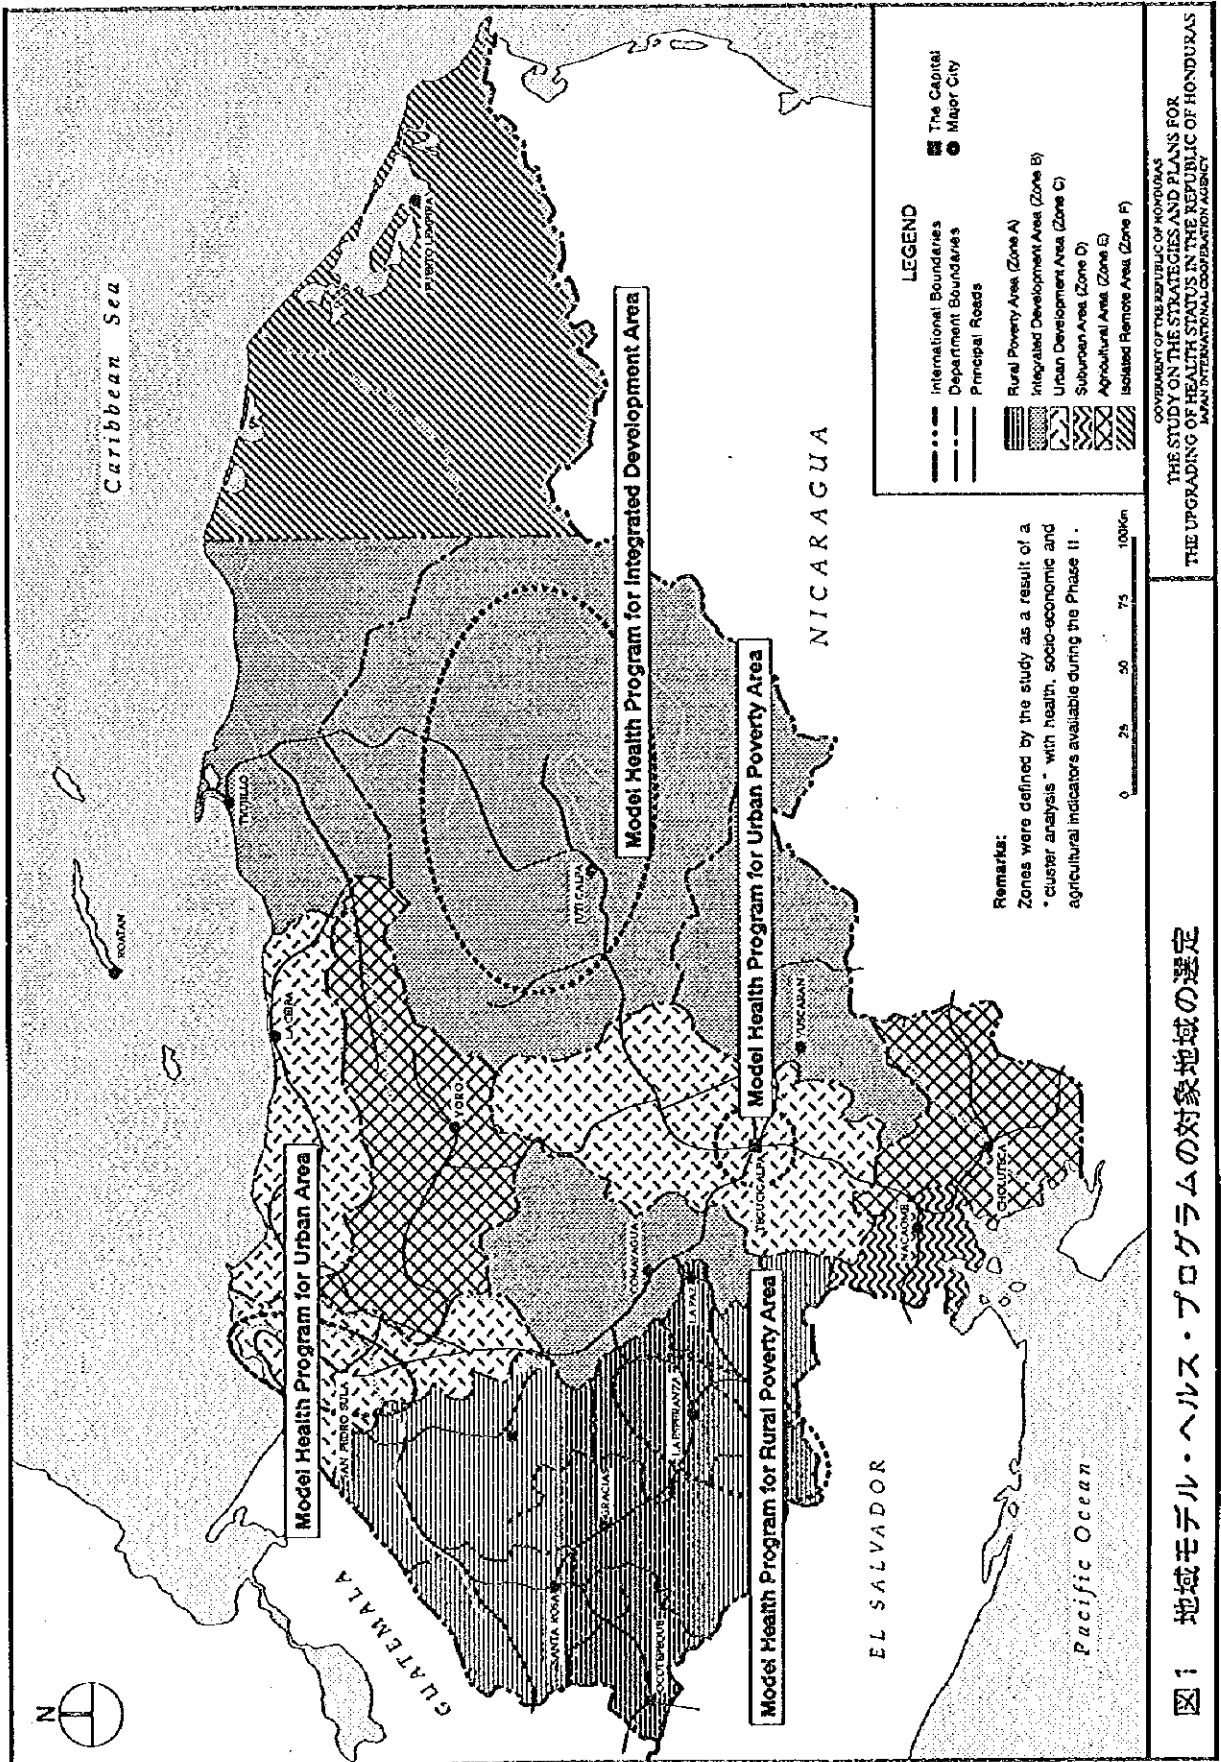 N
Caribbean Sea
ROATAN
TRUJILLO
LA CEIBA
PUERTO LEMPIRA
Model Health Program for Urban Area
SAN PEDRO SULA
YORO
GUATEMALA
JUTICALPA
Model Health Program for Integrated Development Area
SANTA ROSA
GRACIAS
COMAYAGUA
OCOTEPEQUE
LA ESPERANZA
LA PAZ
TEGUCIGALPA
Model Health Program for Urban Poverty Area
YUSCARAN
Model Health Program for Rural Poverty Area
NICARAGUA
EL SALVADOR
NACAOME
CHOLUTECA
Pacific Ocean
Remarks:
Zones were defined by the study as a result of a
"cluster analysis" with health, socio-economic and
agricultural indicators available during the Phase II.
0 25 50 75 100Km
LEGEND
International Boundaries
Department Boundaries
Principal Roads
The Capital
Major City
Rural Poverty Area (Zone A)
Integrated Development Area (Zone B)
Urban Development Area (Zone C)
Suburban Area (Zone D)
Agricultural Area (Zone E)
Isolated Remote Area (Zone F)
図1 地域モデル・ヘルス・プログラムの対象地域の選定
GOVERNMENT OF THE REPUBLIC OF HONDURAS
THE STUDY ON THE STRATEGIES AND PLANS FOR
THE UPGRADING OF HEALTH STATUS IN THE REPUBLIC OF HONDURAS
JAPAN INTERNATIONAL COOPERATION AGENCY